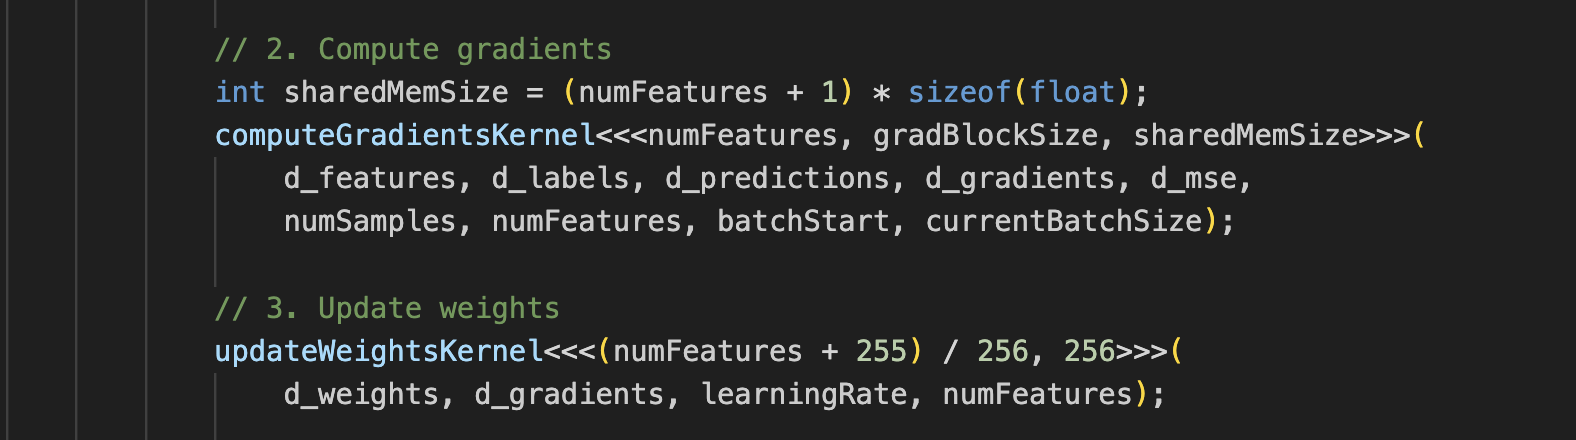 // 2. Compute gradients
int sharedMemSize = (numFeatures + 1) * sizeof(float);
computeGradientsKernel<<<numFeatures, gradBlockSize, sharedMemSize>>>(
d_features, d_labels, d_predictions, d_gradients, d_mse,
numSamples, numFeatures, batchStart, currentBatchSize);
// 3. Update weights
updateWeightsKernel<<<(numFeatures + 255) / 256, 256>>>(
d_weights, d_gradients, learningRate, numFeatures);